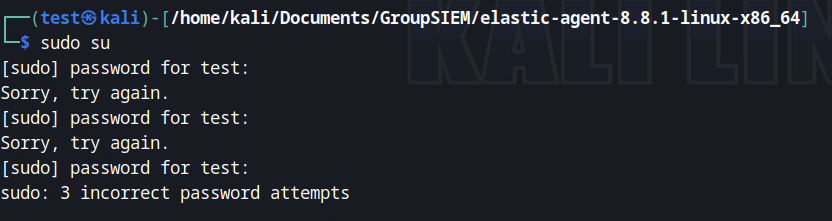 ┌──(test㉿kali)-[/home/kali/Documents/GroupSIEM/elastic-agent-8.8.1-linux-x86_64]
└─$ sudo su
[sudo] password for test:
Sorry, try again.
[sudo] password for test:
Sorry, try again.
[sudo] password for test:
sudo: 3 incorrect password attempts
KALI LIN